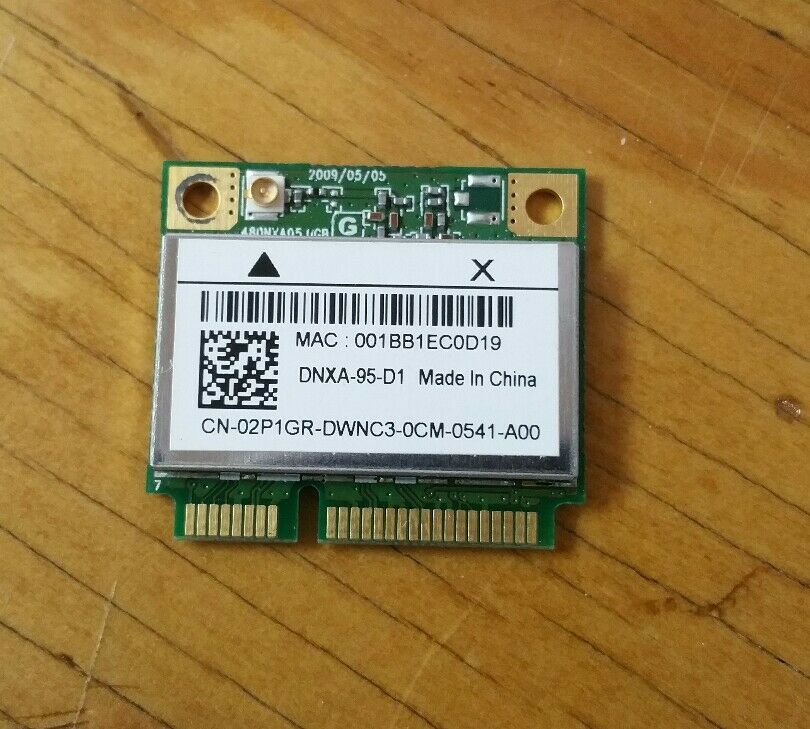 2009/05/05
G
X
MAC : 001BB1EC0D19
DNXA-95-D1 Made In China
CN-02P1GR-DWNC3-0CM-0541-A00
7